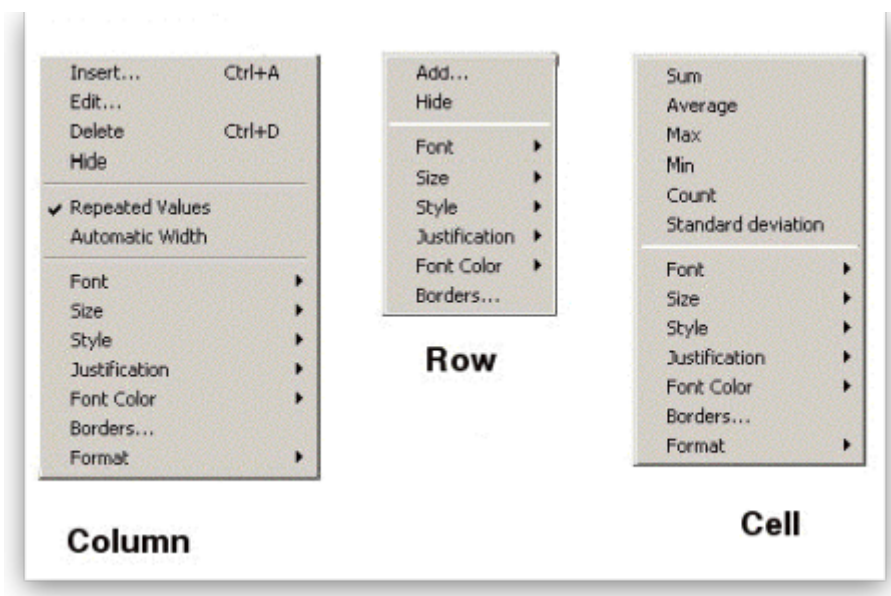 Insert... Ctrl+A
Edit...
Delete Ctrl+D
Hide
Repeated Values
Automatic Width
Font
Size
Style
Justification
Font Color
Borders...
Format
Column
Add...
Hide
Font
Size
Style
Justification
Font Color
Borders...
Row
Sum
Average
Max
Min
Count
Standard deviation
Font
Size
Style
Justification
Font Color
Borders...
Format
Cell